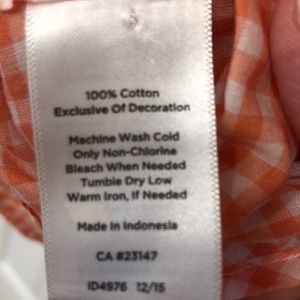 100% Cotton
Exclusive Of Decoration
Machine Wash Cold
Only Non-Chlorine
Bleach When Needed
Tumble Dry Low
Warm Iron, If Needed
Made in Indonesia
CA #23147
ID4976 12/15